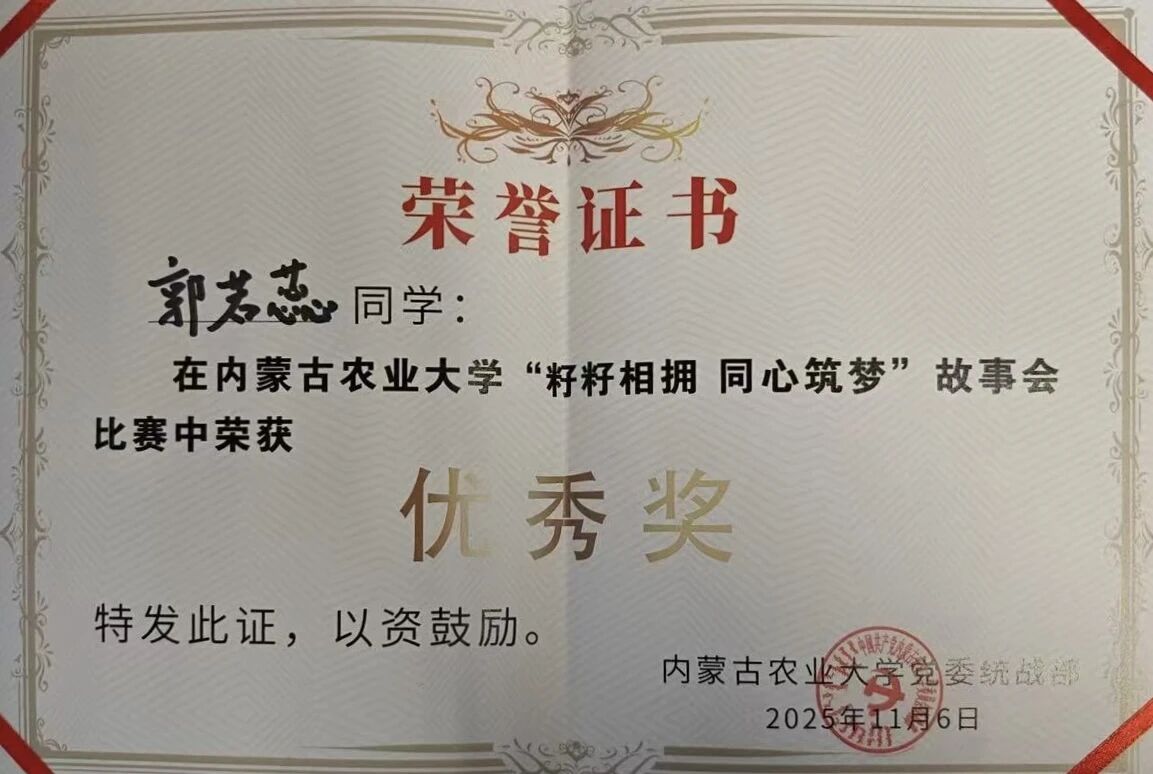 荣誉证书
郭若蕊同学：
在内蒙古农业大学“籽籽相拥 同心筑梦”故事会
比赛中荣获
优秀奖
特发此证，以资鼓励。
内蒙古农业大学党委统战部
2025年11月6日